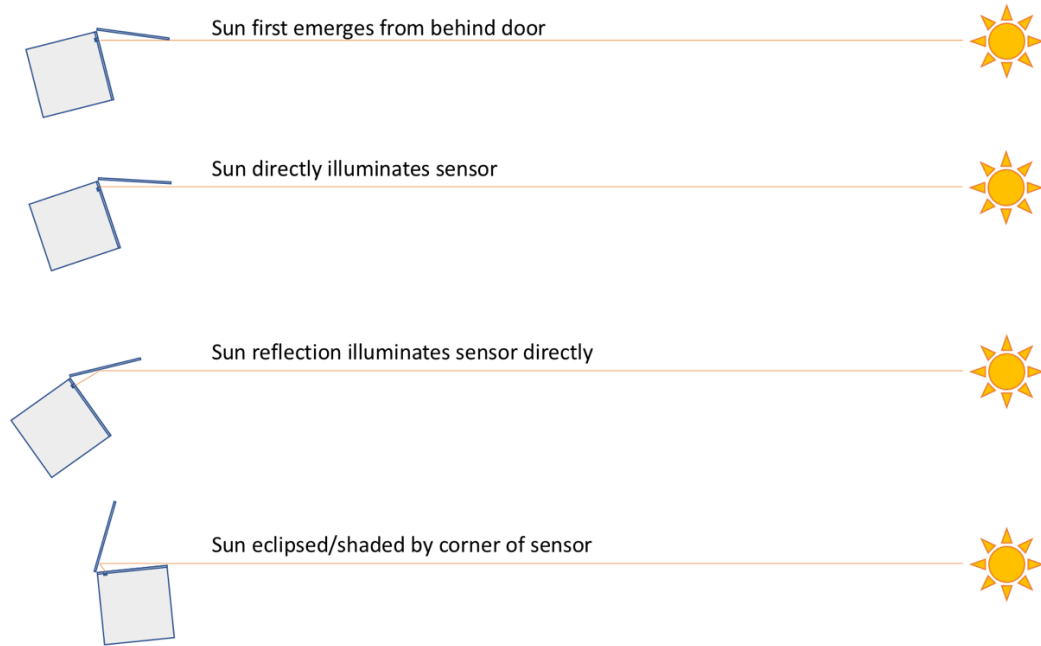 Sun first emerges from behind door
Sun directly illuminates sensor
Sun reflection illuminates sensor directly
Sun eclipsed/shaded by corner of sensor